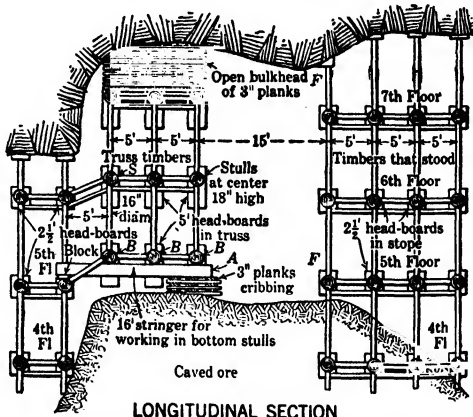 Open bulkhead F
of 3" planks
7th Floor
5' 5' 15' 5' 5' 5'
Truss timbers
Stulls
at center
18" high
Timbers that stood
S
6th Floor
5' 16"
diam
5' head-boards
in truss
2½'
head-boards
Block
head-boards
in stope
2½'
5th
Fl
B B B
A
F
5th Floor
3" planks
cribbing
4th
Fl
16' stringer for
working in bottom stulls
4th
Fl
Caved ore
LONGITUDINAL SECTION